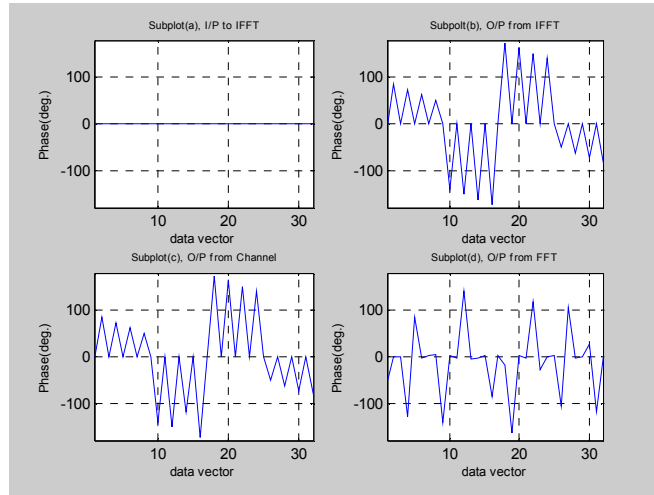 Subplot(a), I/P to IFFT
Phase(deg.)
100
0
-100
10
20
30
data vector
Subpolt(b), O/P from IFFT
Phase(deg.)
100
0
-100
10
20
30
data vector
Subplot(c), O/P from Channel
Phase(deg.)
100
0
-100
10
20
30
data vector
Subplot(d), O/P from FFT
Phase(deg.)
100
0
-100
10
20
30
data vector